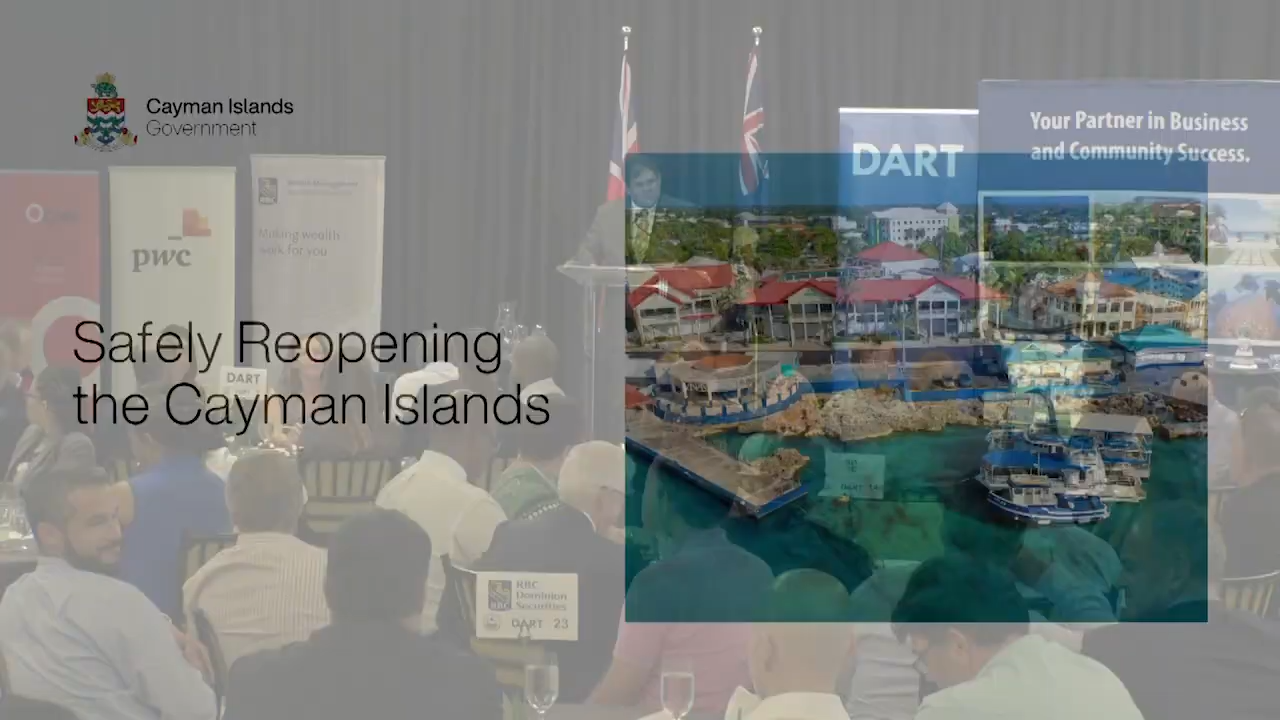 Cayman Islands
Government
Your Partner in Business
and Community Success.
DART
pwc
Making wealth
work for you
Safely Reopening
the Cayman Islands
DART
RBC
Dominion
Securities
RBC
DART 23